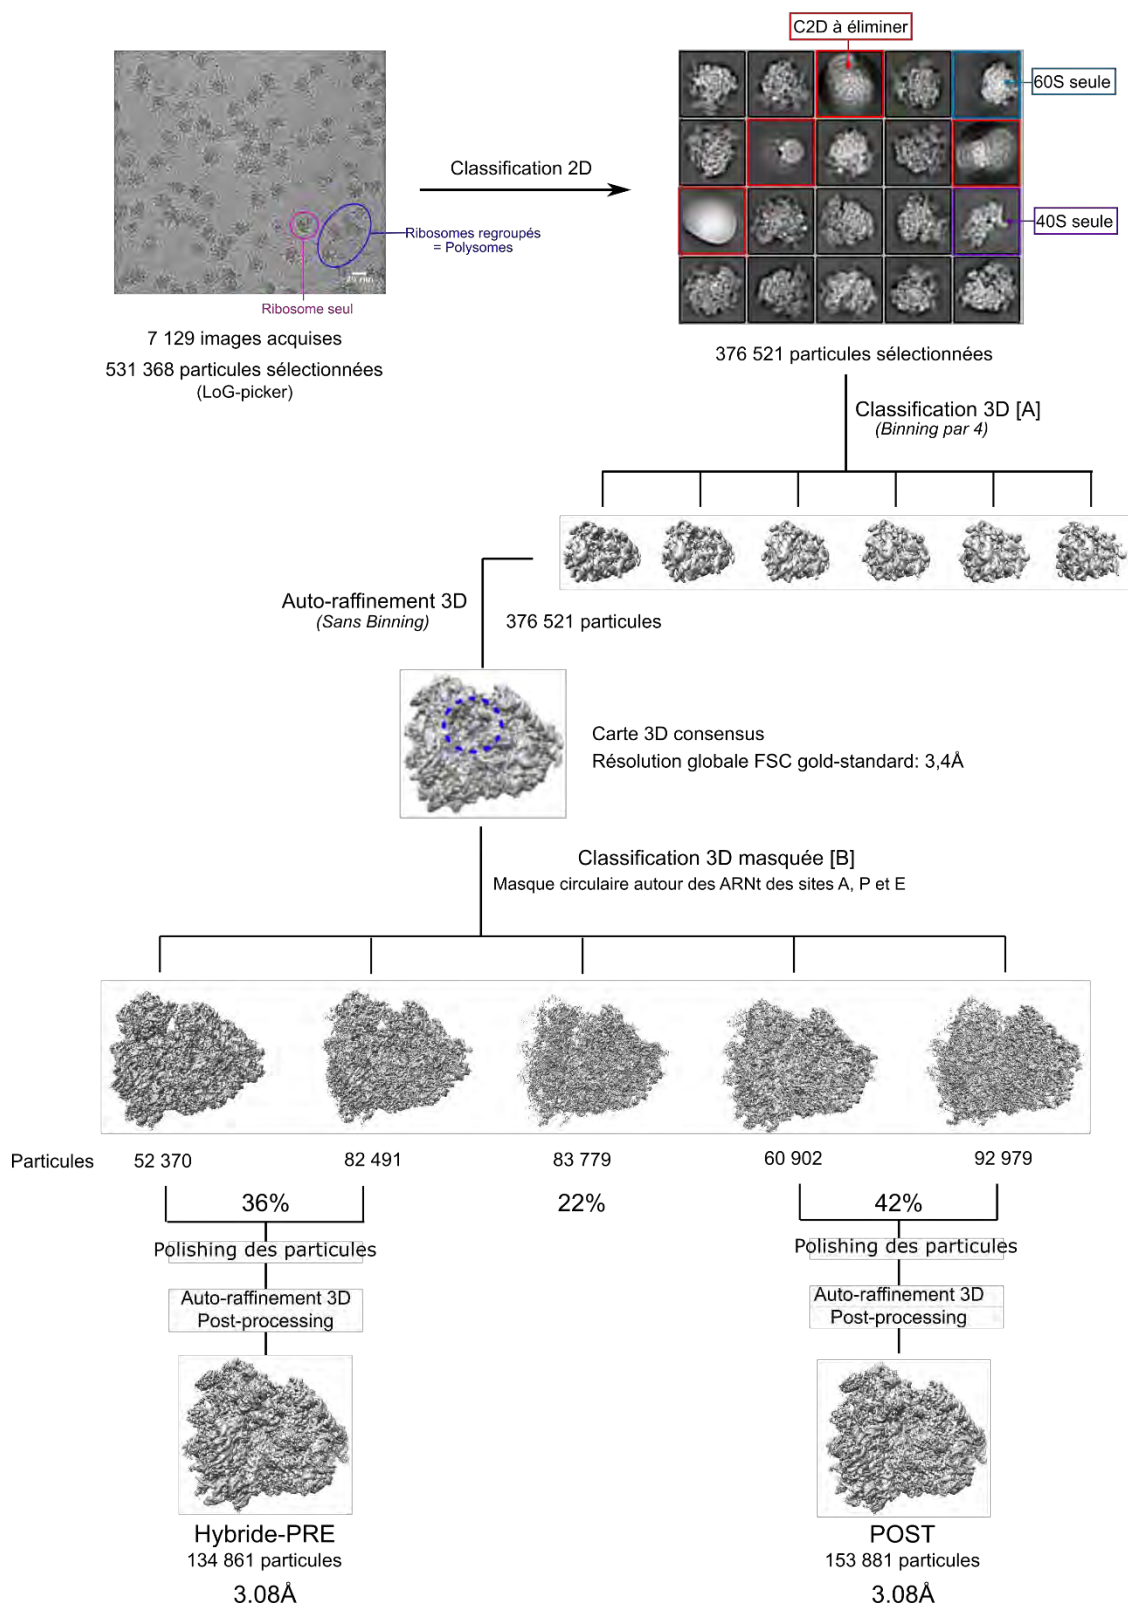 C2D à éliminer
60S seule
Classification 2D
40S seule
Ribosomes regroupés
= Polysomes
25 nm
Ribosome seul
7 129 images acquises
531 368 particules sélectionnées
(LoG-picker)
376 521 particules sélectionnées
Classification 3D [A]
(Binning par 4)
Auto-raffinement 3D
(Sans Binning)
376 521 particules
Carte 3D consensus
Résolution globale FSC gold-standard: 3,4Å
Classification 3D masquée [B]
Masque circulaire autour des ARNt des sites A, P et E
Particules 52 370 82 491 83 779 60 902 92 979
36% 22% 42%
Polishing des particules Polishing des particules
Auto-raffinement 3D Auto-raffinement 3D
Post-processing Post-processing
Hybride-PRE POST
134 861 particules 153 881 particules
3.08Å 3.08Å